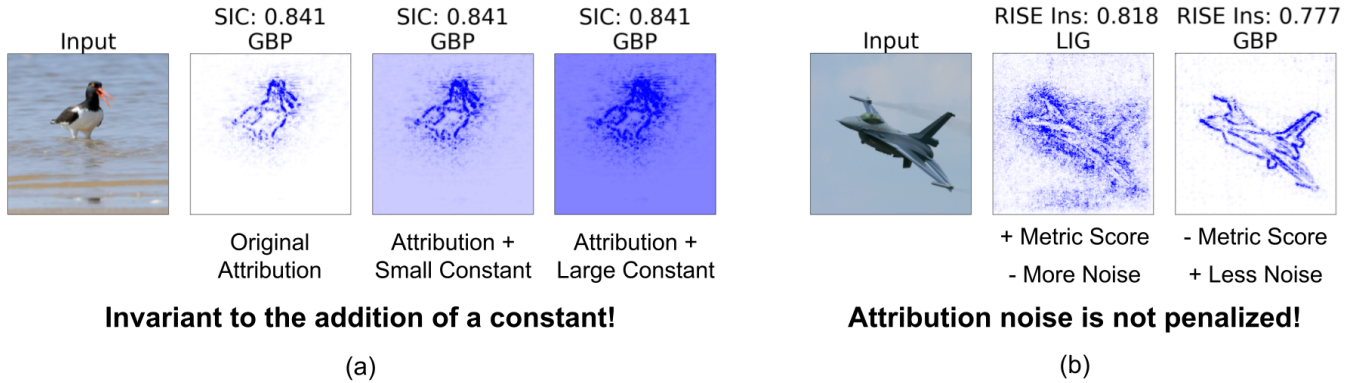 Input
SIC: 0.841
GBP
SIC: 0.841
GBP
SIC: 0.841
GBP
Original
Attribution
Attribution +
Small Constant
Attribution +
Large Constant
Invariant to the addition of a constant!
(a)
Input
RISE Ins: 0.818
LIG
RISE Ins: 0.777
GBP
+ Metric Score
- More Noise
- Metric Score
+ Less Noise
Attribution noise is not penalized!
(b)